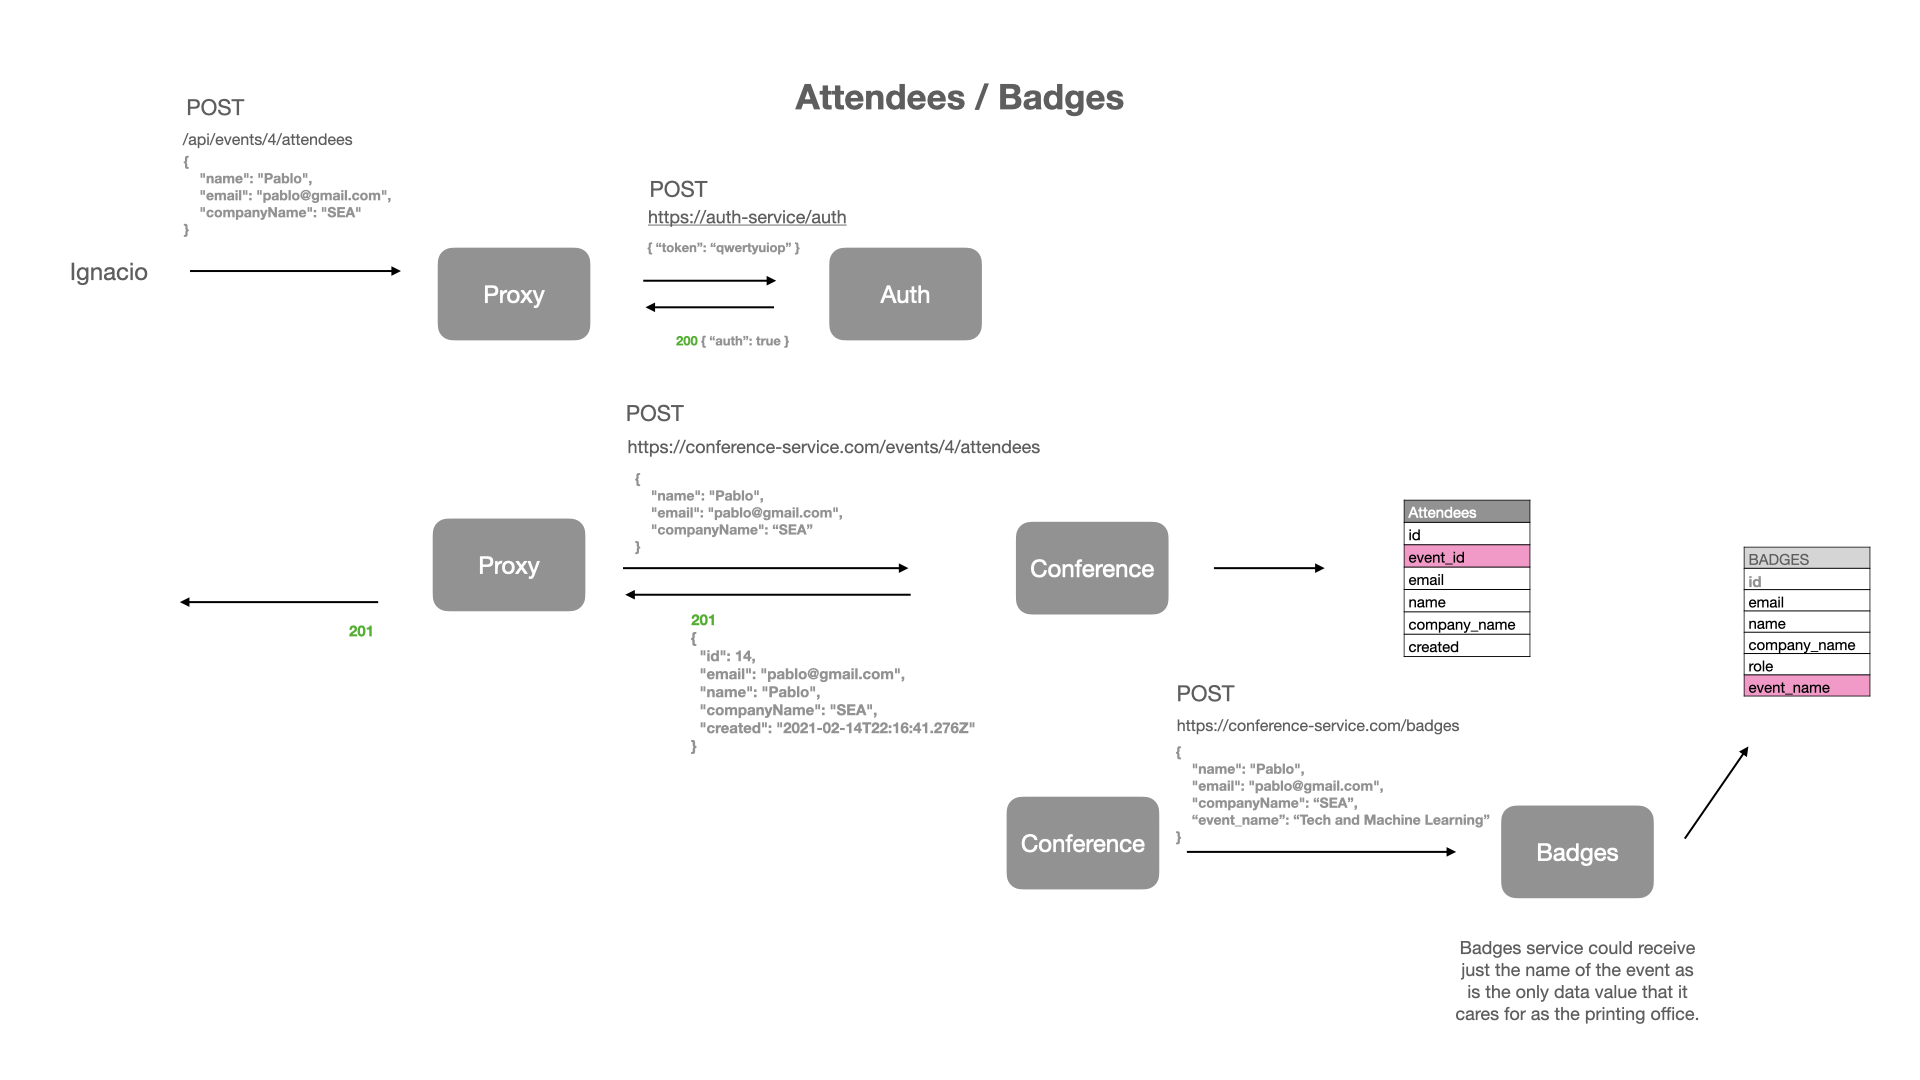 Attendees / Badges
POST
/api/events/4/attendees
{
"name": "Pablo",
"email": "pablo@gmail.com",
"companyName": "SEA"
}
Ignacio
Proxy
POST
https://auth-service/auth
{ “token”: “qwertyuiop” }
200 { “auth”: true }
Auth
POST
https://conference-service.com/events/4/attendees
{
"name": "Pablo",
"email": "pablo@gmail.com",
"companyName": “SEA”
}
Proxy
201
201
{
"id": 14,
"email": "pablo@gmail.com",
"name": "Pablo",
"companyName": "SEA",
"created": "2021-02-14T22:16:41.276Z"
}
Conference
Attendees
id
event_id
email
name
company_name
created
BADGES
id
email
name
company_name
role
event_name
POST
https://conference-service.com/badges
{
"name": "Pablo",
"email": "pablo@gmail.com",
"companyName": “SEA”,
“event_name”: “Tech and Machine Learning”
}
Conference
Badges
Badges service could receive
just the name of the event as
is the only data value that it
cares for as the printing office.